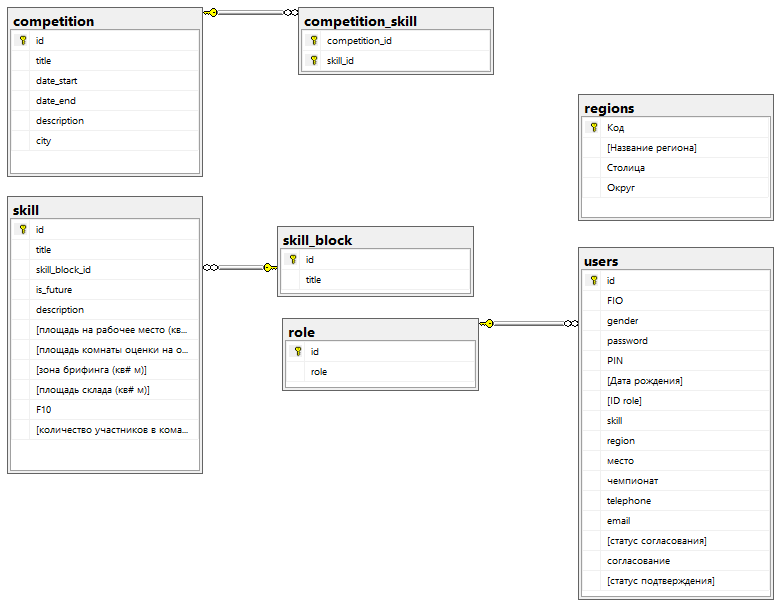 competition
id
title
date_start
date_end
description
city
competition_skill
competition_id
skill_id
regions
Код
[Название региона]
Столица
Округ
skill
id
title
skill_block_id
is_future
description
[площадь на рабочее место (кв...
[площадь комнаты оценки на о...
[зона брифинга (кв# м)]
[площадь склада (кв# м)]
F10
[количество участников в кома...
skill_block
id
title
role
id
role
users
id
FIO
gender
password
PIN
[Дата рождения]
[ID role]
skill
region
место
чемпионат
telephone
email
[статус согласования]
согласование
[статус подтверждения]